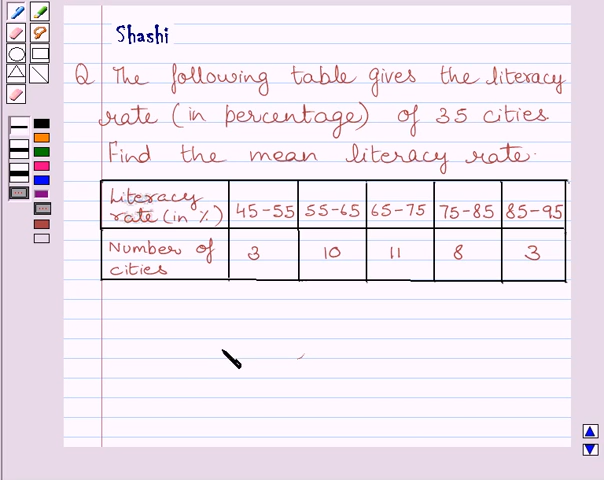 Shashi
Q The following table gives the literacy
rate (in percentage) of 35 cities.
Find the mean literacy rate.
Literacy rate (in %) 45-55 55-65 65-75 75-85 85-95
Number of cities 3 10 11 8 3